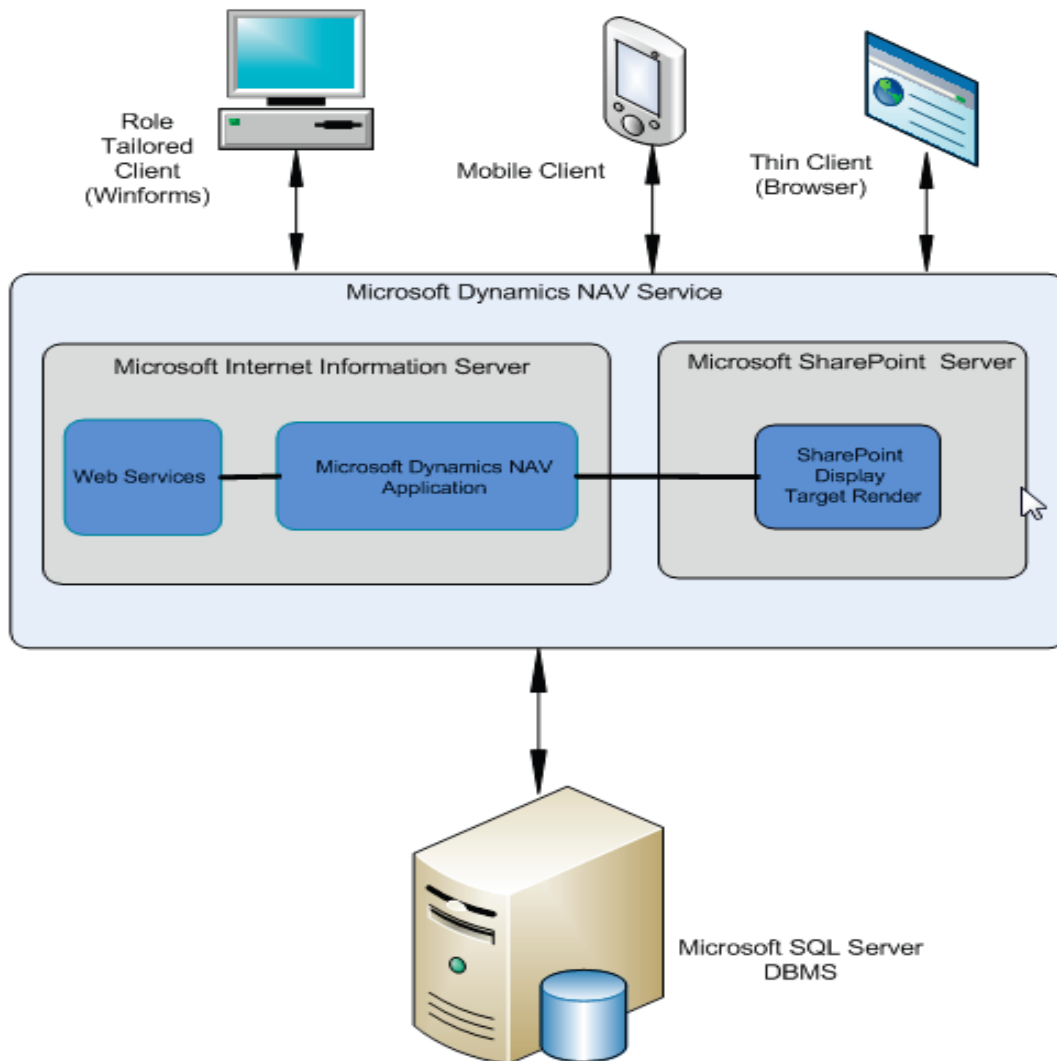 Role
Tailored
Client
(Winforms)
Mobile Client
Thin Client
(Browser)
Microsoft Dynamics NAV Service
Microsoft Internet Information Server
Microsoft SharePoint Server
Web Services
Microsoft Dynamics NAV
Application
SharePoint
Display
Target Render
Microsoft SQL Server
DBMS